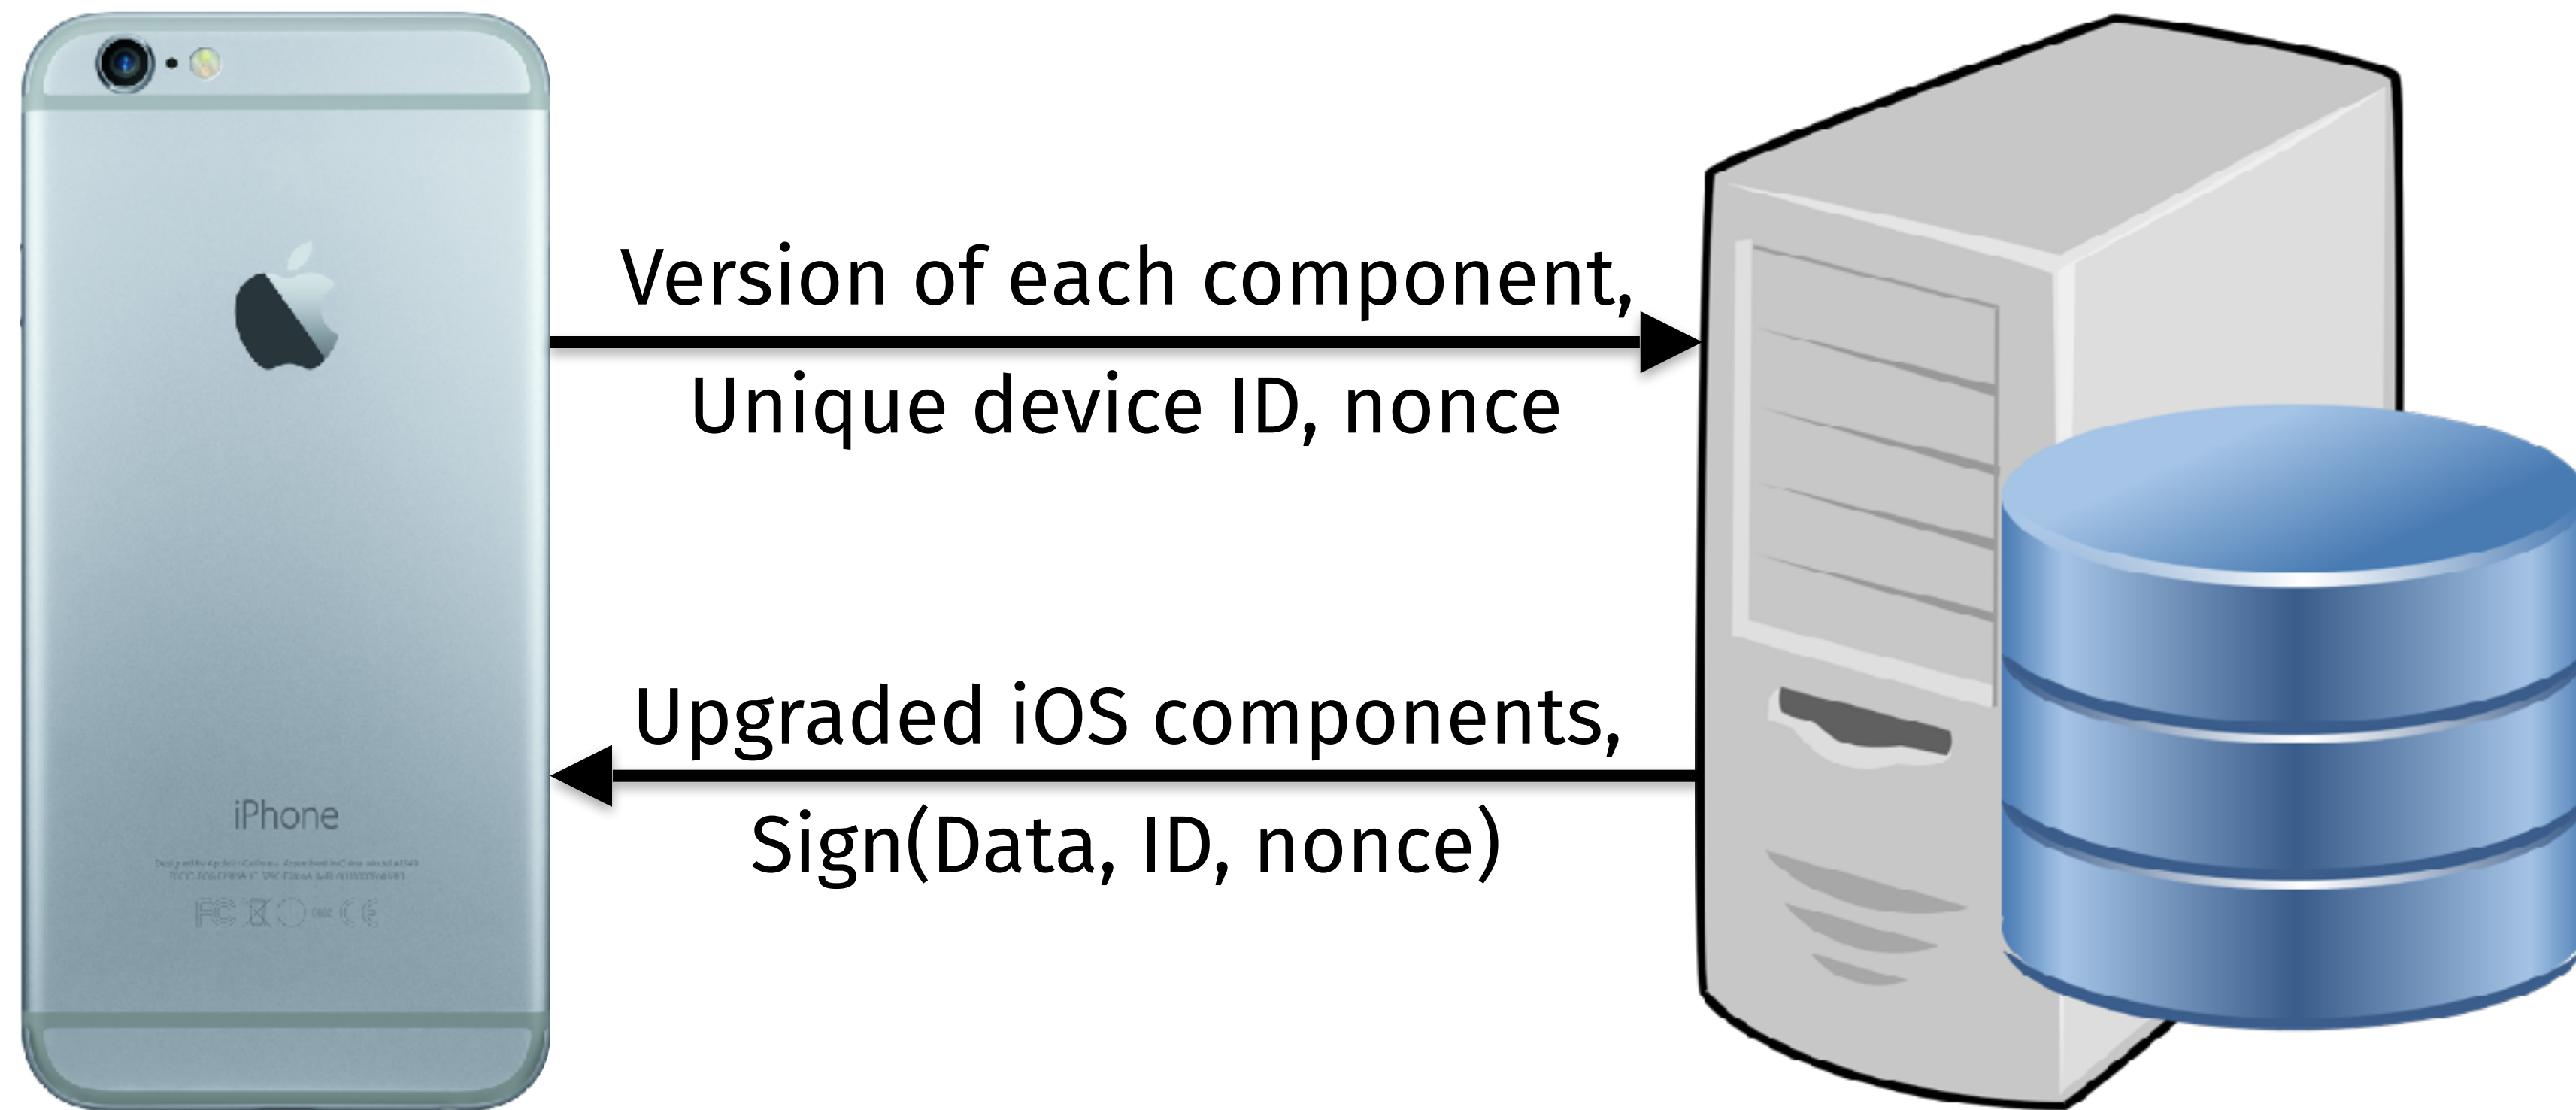 Version of each component,
Unique device ID, nonce
Upgraded iOS components,
Sign(Data, ID, nonce)
iPhone